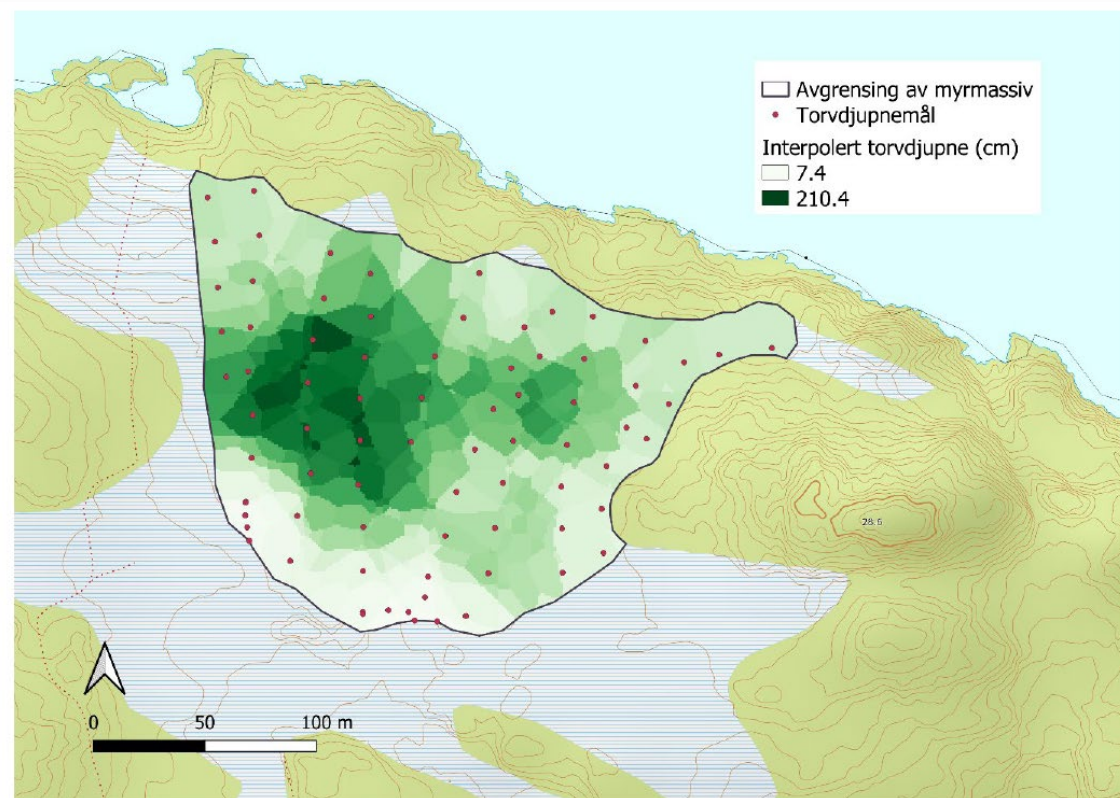 Avgrensing av myrmassiv
Torvdjupnemål
Interpolert torvdjupne (cm)
7.4
210.4
28.6
0 50 100 m